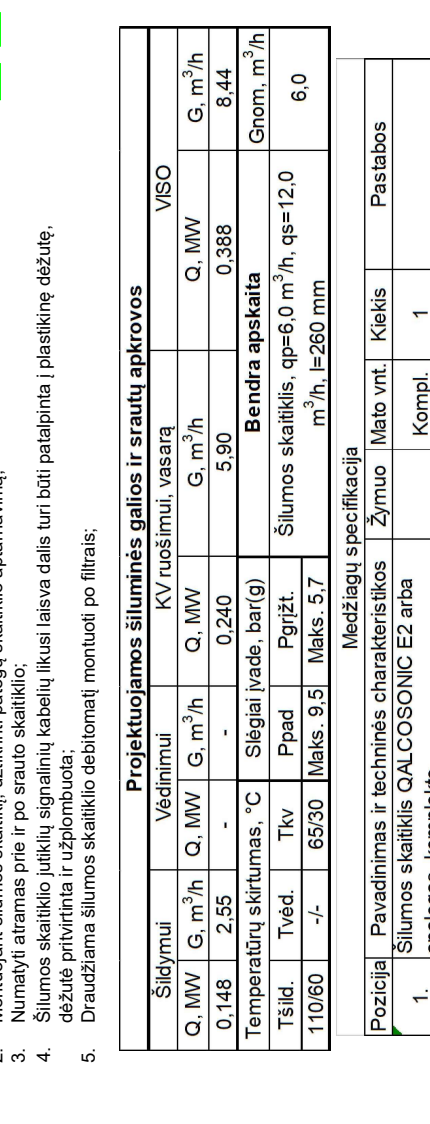 3. Numatyti atramas prie ir po srauto skaitiklio;
4. Šilumos skaitiklio jutiklių signalinių kabelių likusi laisva dalis turi būti patalpinta į plastikinę dėžutę,
dėžutė pritvirtinta ir užplombuota;
5. Draudžiama šilumos skaitiklio debitomatį montuoti po filtrais;
Projektuojamos šiluminės galios ir srautų apkrovos
Šildymui Vėdinimui KV ruošimui, vasarą VISO
Q, MW G, m³/h Q, MW G, m³/h Q, MW G, m³/h Q, MW G, m³/h
0,148 2,55 - - 0,240 5,90 0,388 8,44
Temperatūrų skirtumas, °C Slėgiai įvade, bar(g) Bendra apskaita Gnom, m³/h
Tšild. Tvėd. Tkv Ppad Pgrįžt. Šilumos skaitiklis, qp=6,0 m³/h, qs=12,0 6,0
110/60 -/- 65/30 Maks. 9,5 Maks. 5,7 m³/h, l=260 mm
Medžiagų specifikacija
Pozicija Pavadinimas ir techninės charakteristikos Žymuo Mato vnt. Kiekis Pastabos
1. Šilumos skaitiklis QALCOSONIC E2 arba Kompl. 1